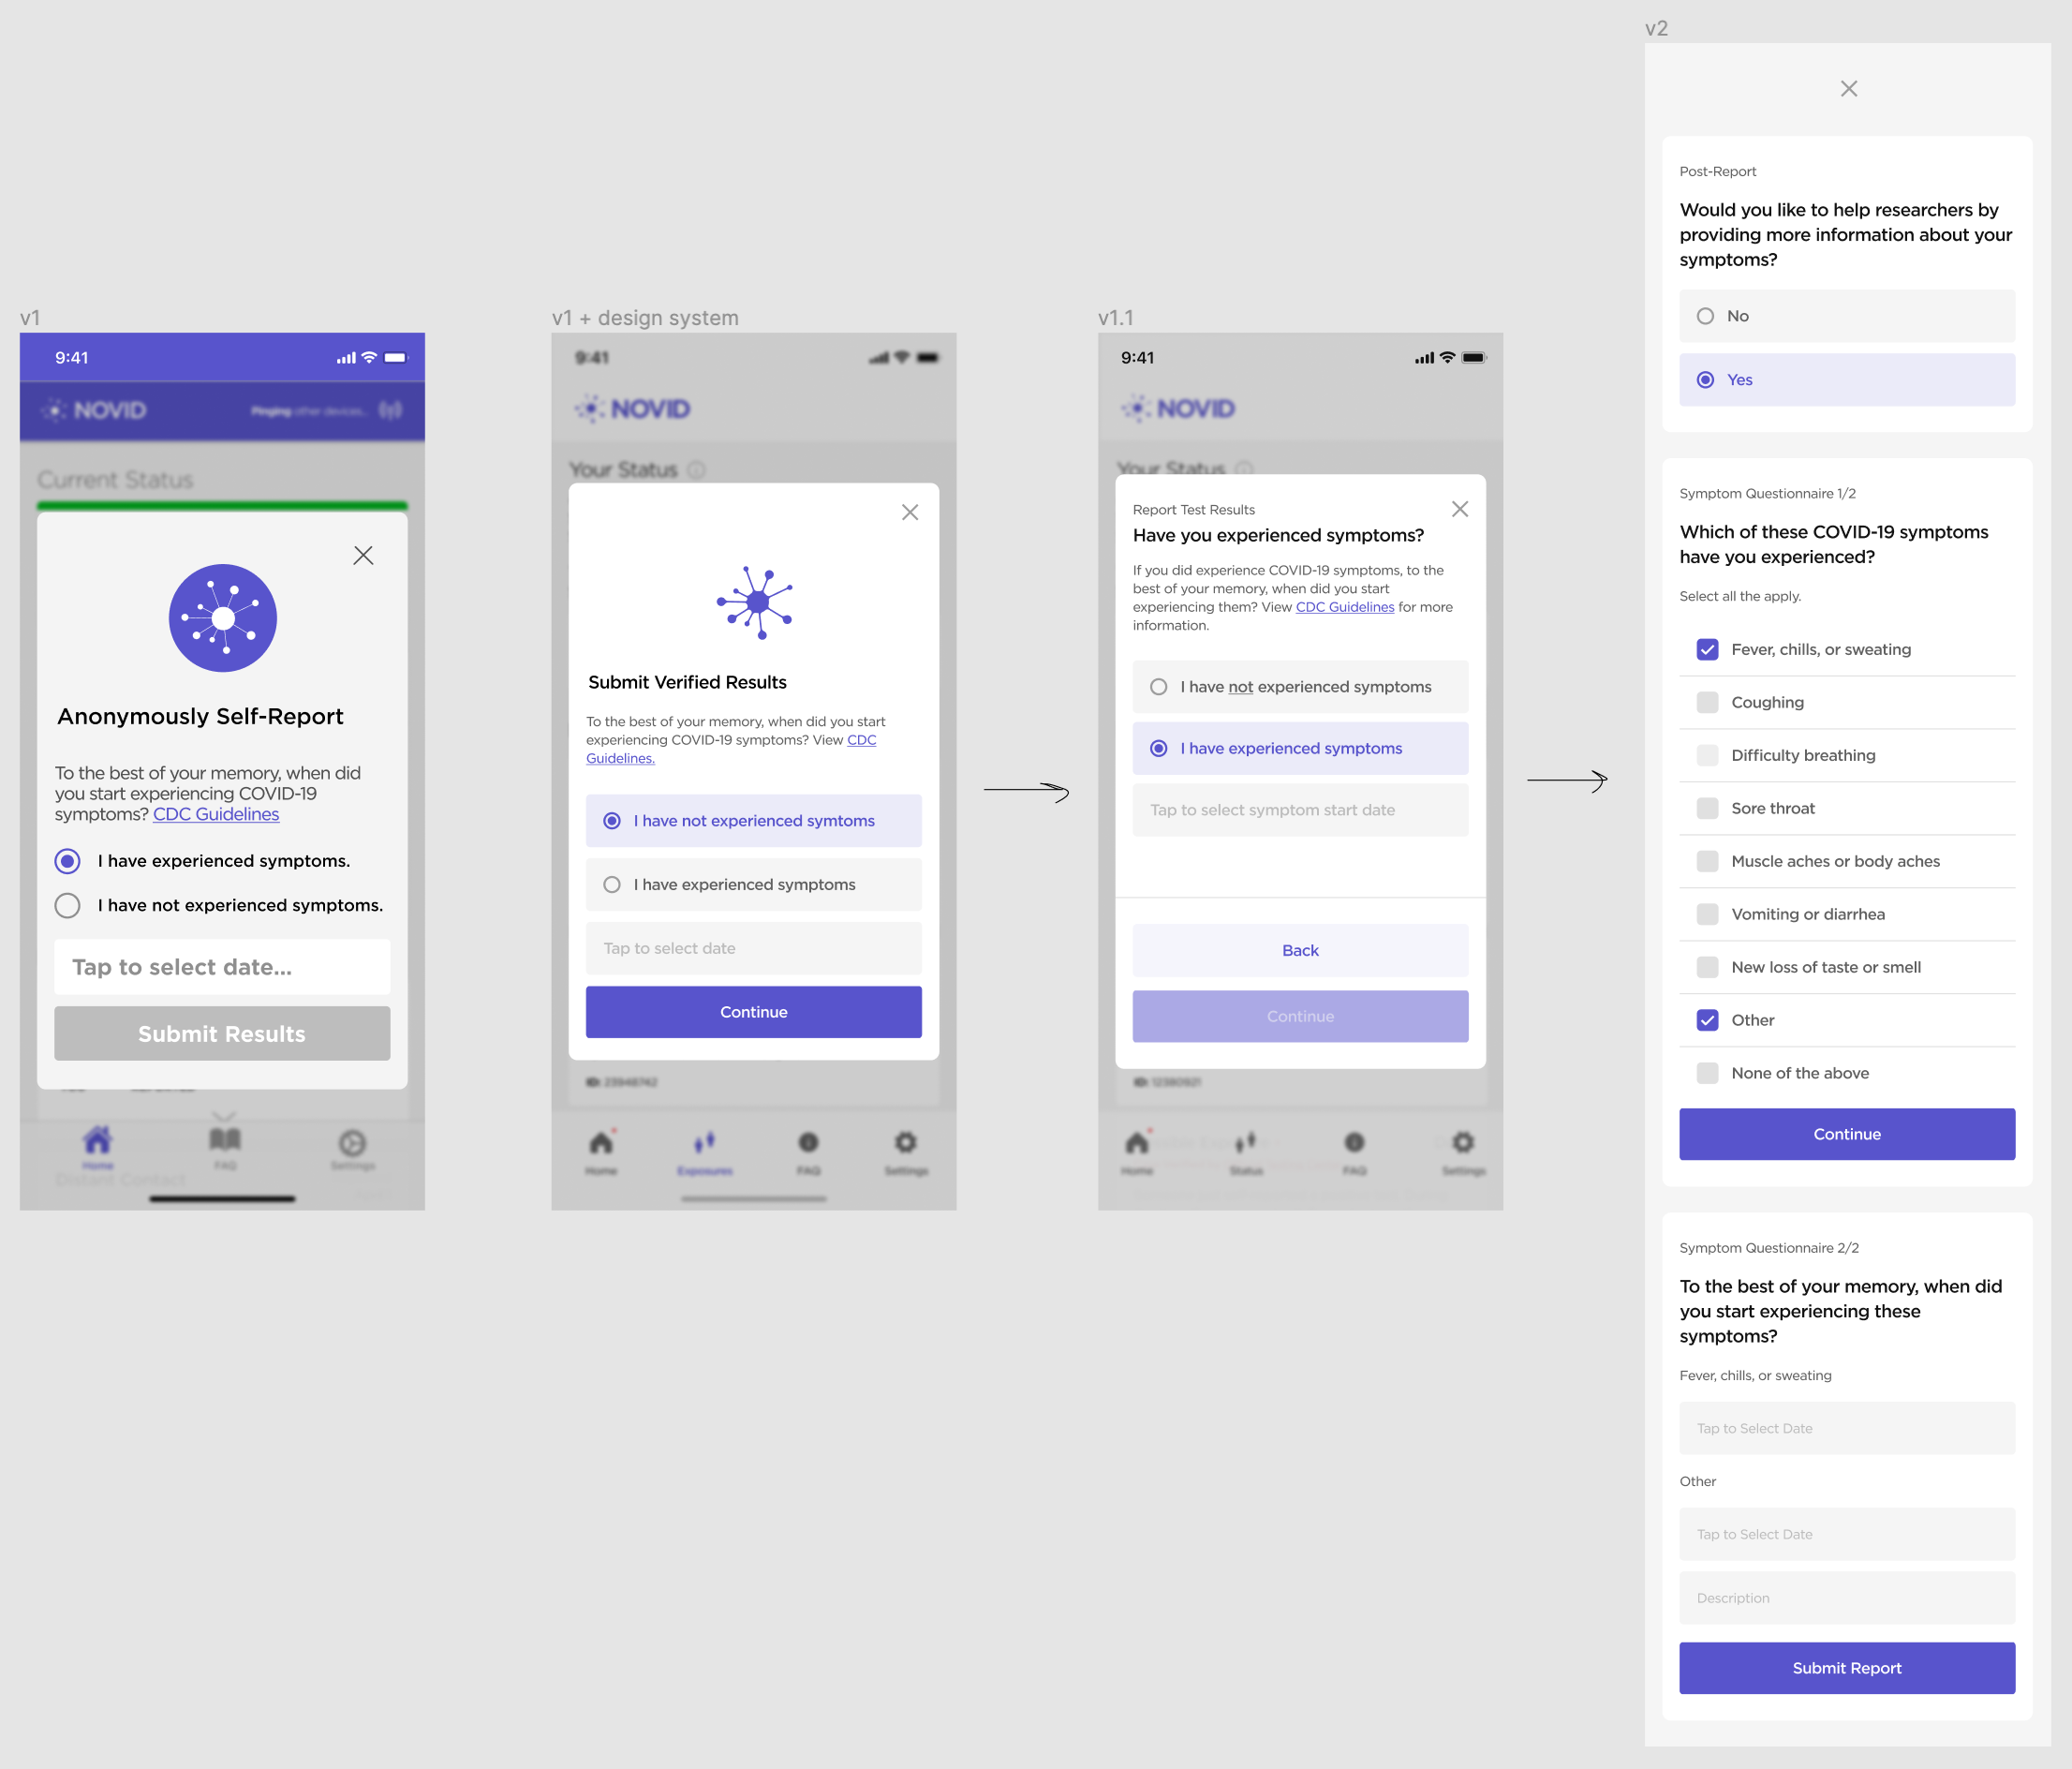 v1
9:41
NOVID
Pinging other devices...
Current Status
Anonymously Self-Report
To the best of your memory, when did
you start experiencing COVID-19
symptoms? CDC Guidelines
I have experienced symptoms.
I have not experienced symptoms.
Tap to select date...
Submit Results
Home
FAQ
Settings
Distant Contact
v1 + design system
9:41
NOVID
Your Status
Submit Verified Results
To the best of your memory, when did you start
experiencing COVID-19 symptoms? View CDC
Guidelines.
I have not experienced symtoms
I have experienced symptoms
Tap to select date
Continue
ID: 23948742
Home
Exposures
FAQ
Settings
v1.1
9:41
NOVID
Your Status
Report Test Results
Have you experienced symptoms?
If you did experience COVID-19 symptoms, to the
best of your memory, when did you start
experiencing them? View CDC Guidelines for more
information.
I have not experienced symptoms
I have experienced symptoms
Tap to select symptom start date
Back
Continue
ID: 12380921
Home
Status
FAQ
Settings
v2
Post-Report
Would you like to help researchers by
providing more information about your
symptoms?
No
Yes
Symptom Questionnaire 1/2
Which of these COVID-19 symptoms
have you experienced?
Select all the apply.
Fever, chills, or sweating
Coughing
Difficulty breathing
Sore throat
Muscle aches or body aches
Vomiting or diarrhea
New loss of taste or smell
Other
None of the above
Continue
Symptom Questionnaire 2/2
To the best of your memory, when did
you start experiencing these
symptoms?
Fever, chills, or sweating
Tap to Select Date
Other
Tap to Select Date
Description
Submit Report